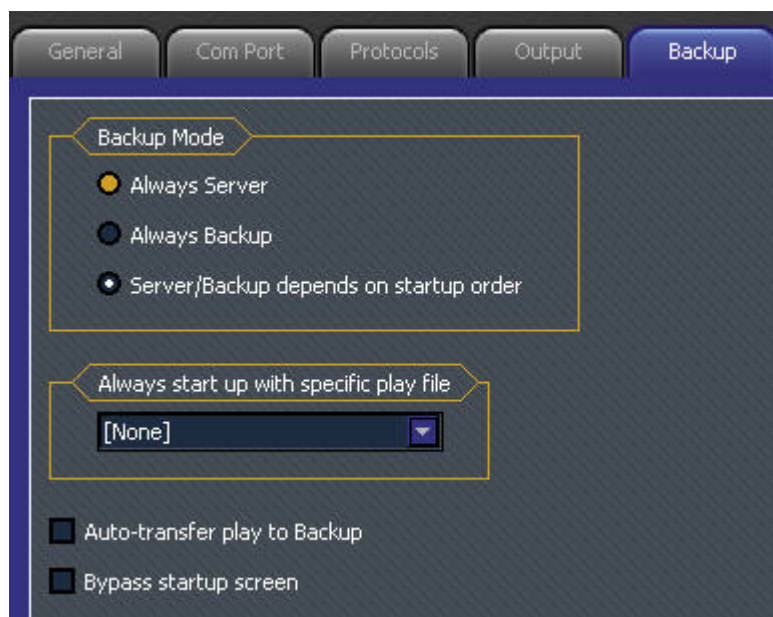 General
Com Port
Protocols
Output
Backup
Backup Mode
Always Server
Always Backup
Server/Backup depends on startup order
Always start up with specific play file
[None]
Auto-transfer play to Backup
Bypass startup screen